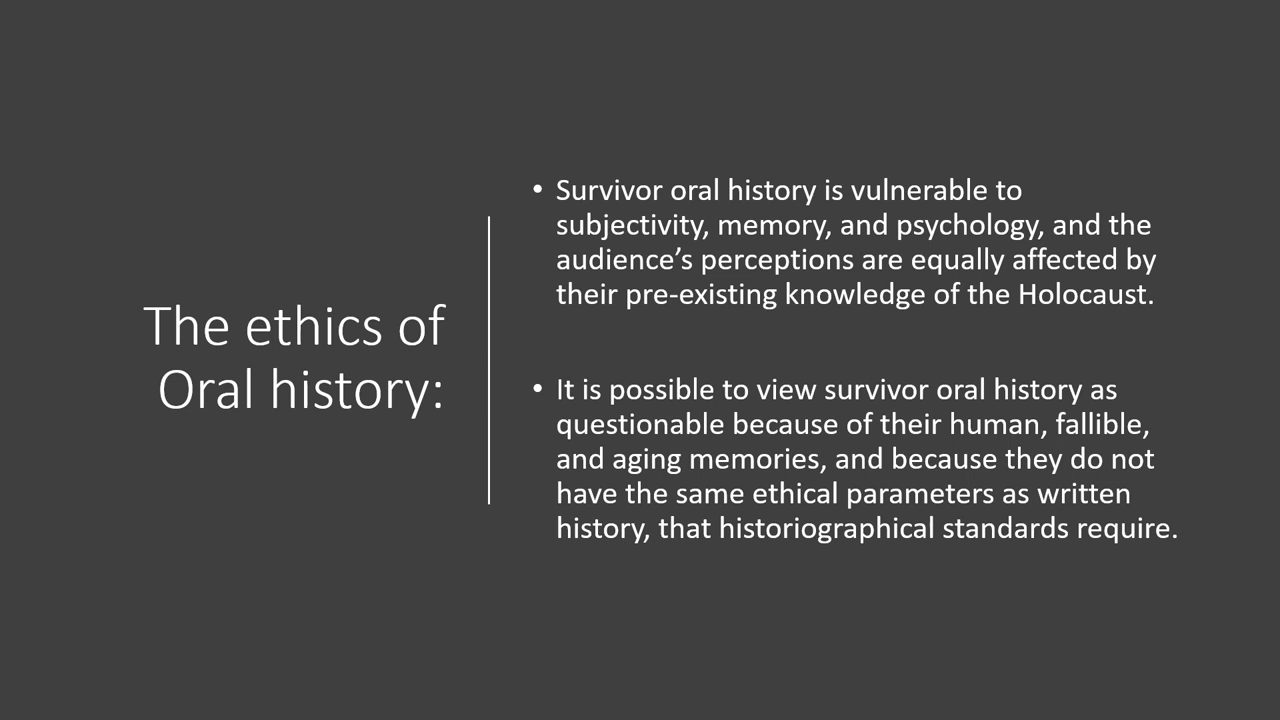 The ethics of
Oral history:
• Survivor oral history is vulnerable to
subjectivity, memory, and psychology, and the
audience’s perceptions are equally affected by
their pre-existing knowledge of the Holocaust.
• It is possible to view survivor oral history as
questionable because of their human, fallible,
and aging memories, and because they do not
have the same ethical parameters as written
history, that historiographical standards require.